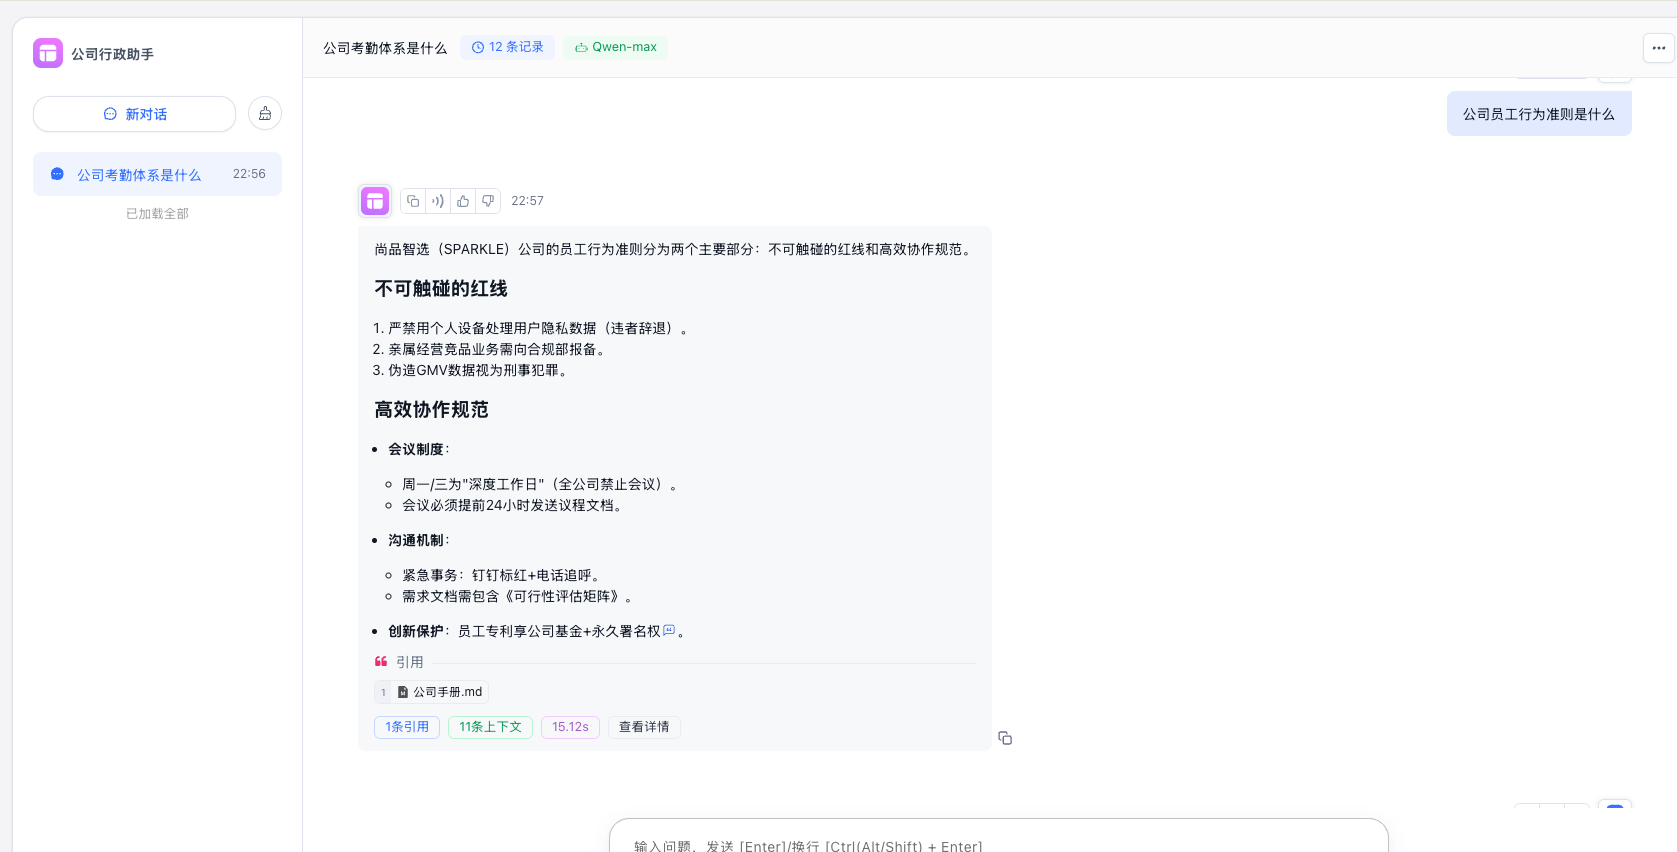 公司行政助手
新对话
公司考勤体系是什么 22:56
已加载全部
公司考勤体系是什么 12 条记录 Qwen-max
公司员工行为准则是什么
22:57
尚品智选（SPARKLE）公司的员工行为准则分为两个主要部分：不可触碰的红线和高效协作规范。
不可触碰的红线
1. 严禁用个人设备处理用户隐私数据（违者辞退）。
2. 亲属经营竞品业务需向合规部报备。
3. 伪造GMV数据视为刑事犯罪。
高效协作规范
会议制度：
周一/三为"深度工作日"（全公司禁止会议）。
会议必须提前24小时发送议程文档。
沟通机制：
紧急事务：钉钉标红+电话追呼。
需求文档需包含《可行性评估矩阵》。
创新保护：员工专利享公司基金+永久署名权。
引用
1 公司手册.md
1条引用 11条上下文 15.12s 查看详情
输入问题，发送 [Enter]/换行 [Ctrl(Alt/Shift) + Enter]